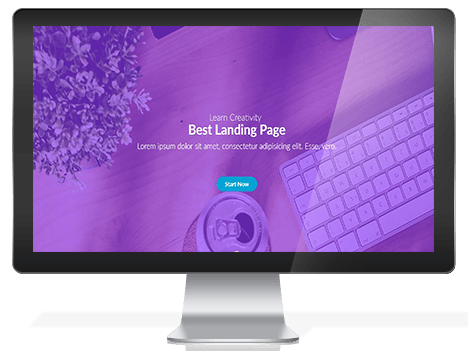 Learn Creativity
Best Landing Page
Lorem ipsum dolor sit amet, consectetur adipisicing elit. Esse, vero.
Start Now